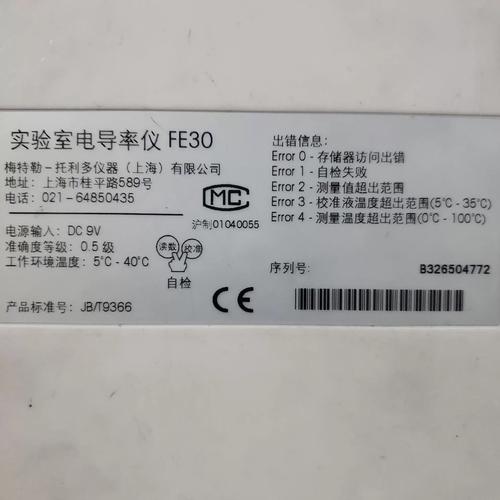 实验室电导率仪 FE30
梅特勒-托利多仪器（上海）有限公司
地址：上海市桂平路589号
电话：021-64850435
MC
沪制01040055
电源输入：DC 9V
准确度等级：0.5 级
工作环境温度：5°C - 40°C
读数 校准
自检
产品标准号：JB/T9366
CE
出错信息：
Error 0 - 存储器访问出错
Error 1 - 自检失败
Error 2 - 测量值超出范围
Error 3 - 校准液温度超出范围(5°C - 35°C)
Error 4 - 测量温度超出范围(0°C - 100°C)
序列号： B326504772